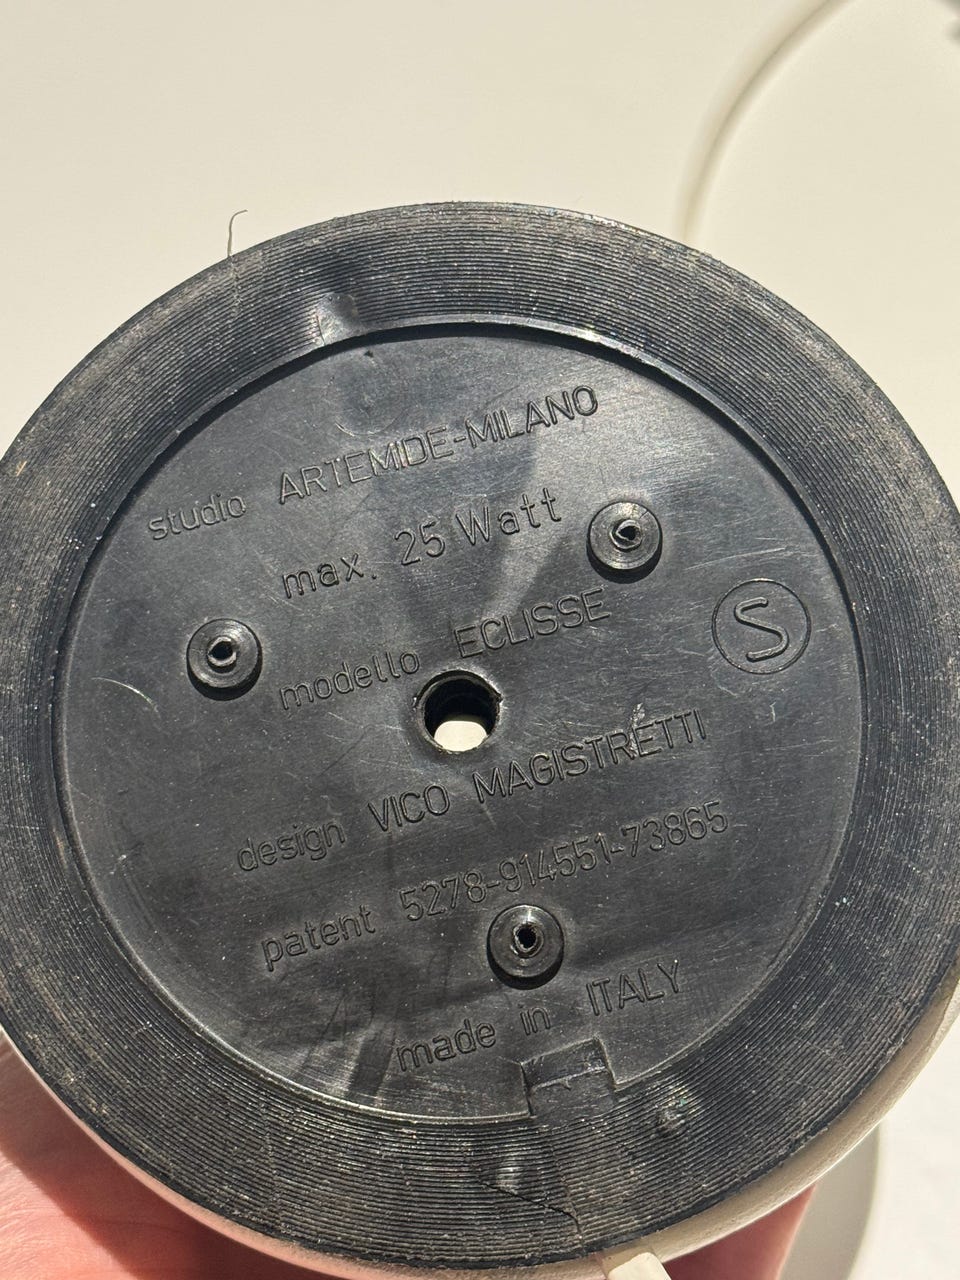 studio ARTEMIDE-MILANO
max. 25 Watt
modello ECLISSE
S
design VICO MAGISTRETTI
patent 5278-914551-73865
made in ITALY